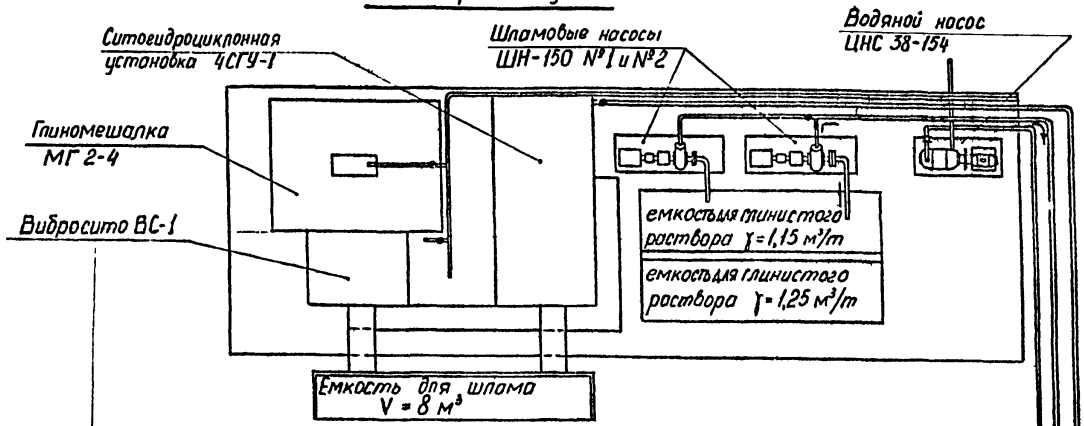 Ситогидроциклонная
установка 4СГУ-1
Шламовые насосы
ШН-150 №1 и №2
Водяной насос
ЦНС 38-154
Глиномешалка
МГ 2-4
Вибросито ВС-1
емкость для глинистого
раствора γ=1,15 м³/т
емкость для глинистого
раствора γ=1,25 м³/т
Емкость для шлама
V = 8 м³